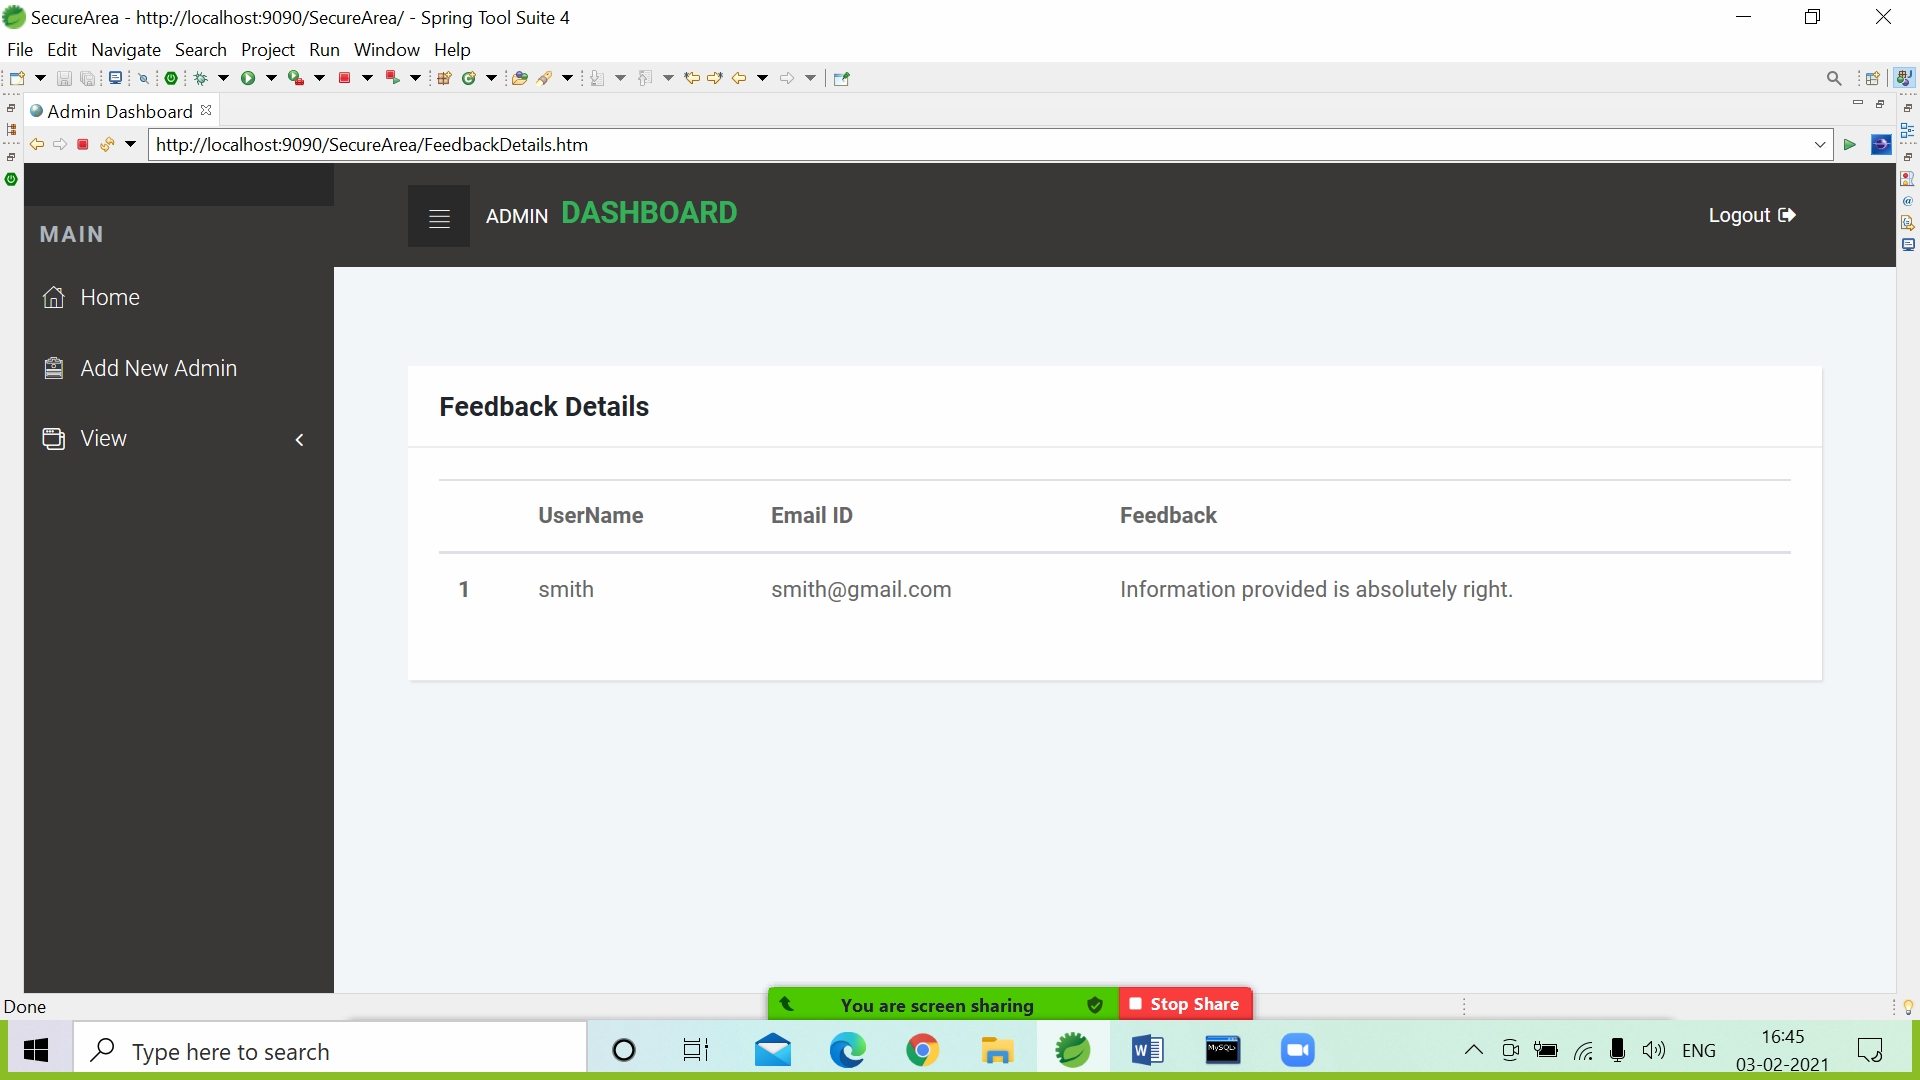 SecureArea - http://localhost:9090/SecureArea/ - Spring Tool Suite 4
File Edit Navigate Search Project Run Window Help
Admin Dashboard
http://localhost:9090/SecureArea/FeedbackDetails.htm
MAIN
Home
Add New Admin
View
ADMIN DASHBOARD
Logout
Feedback Details
UserName Email ID Feedback
1 smith smith@gmail.com Information provided is absolutely right.
Done
You are screen sharing
Stop Share
Type here to search
MySQL
ENG
16:45
03-02-2021